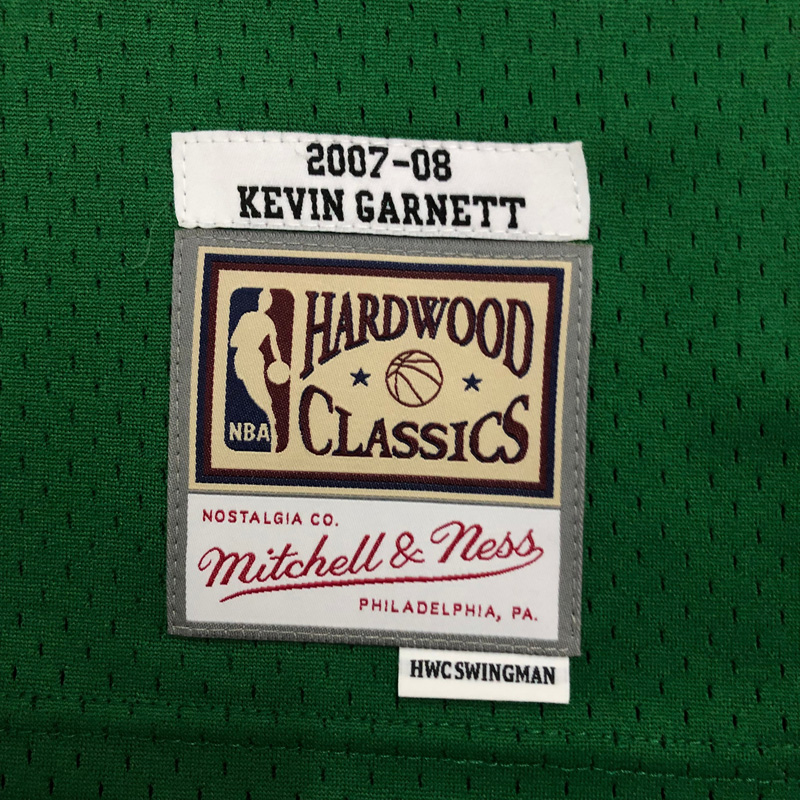 2007-08
KEVIN GARNETT
HARDWOOD
CLASSICS
NBA
NOSTALGIA CO.
Mitchell & Ness
PHILADELPHIA, PA.
HWC SWINGMAN